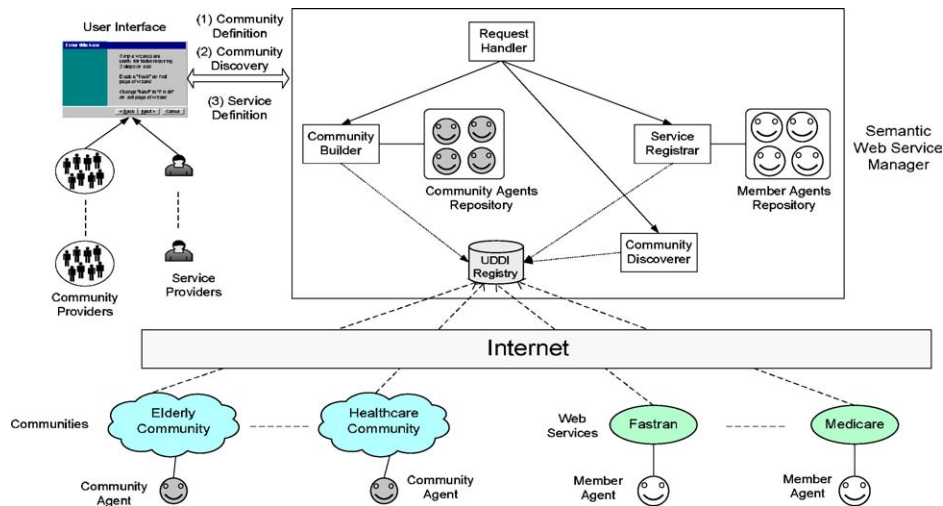 User Interface
(1) Community
Definition
(2) Community
Discovery
(3) Service
Definition
Request
Handler
Community
Builder
Service
Registrar
Community Agents
Repository
Member Agents
Repository
Semantic
Web Service
Manager
Community
Discoverer
UDDI
Registry
Community
Providers
Service
Providers
Internet
Communities
Elderly
Community
Healthcare
Community
Web
Services
Fastran
Medicare
Community
Agent
Community
Agent
Member
Agent
Member
Agent